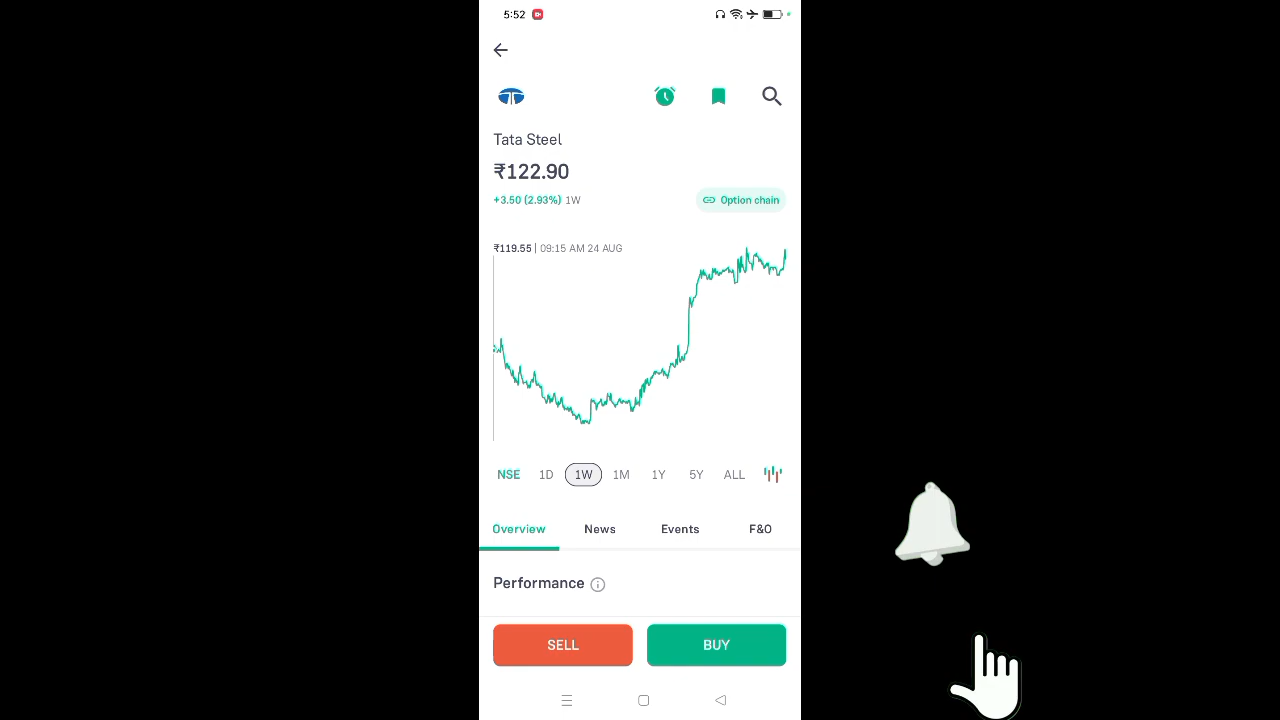 5:52
Tata Steel
₹122.90
+3.50 (2.93%) 1W
Option chain
₹119.55 | 09:15 AM 24 AUG
NSE 1D 1W 1M 1Y 5Y ALL
Overview News Events F&O
Performance
SELL BUY